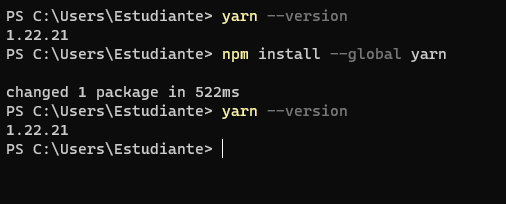 PS C:\Users\Estudiante> yarn --version
1.22.21
PS C:\Users\Estudiante> npm install --global yarn
changed 1 package in 522ms
PS C:\Users\Estudiante> yarn --version
1.22.21
PS C:\Users\Estudiante>